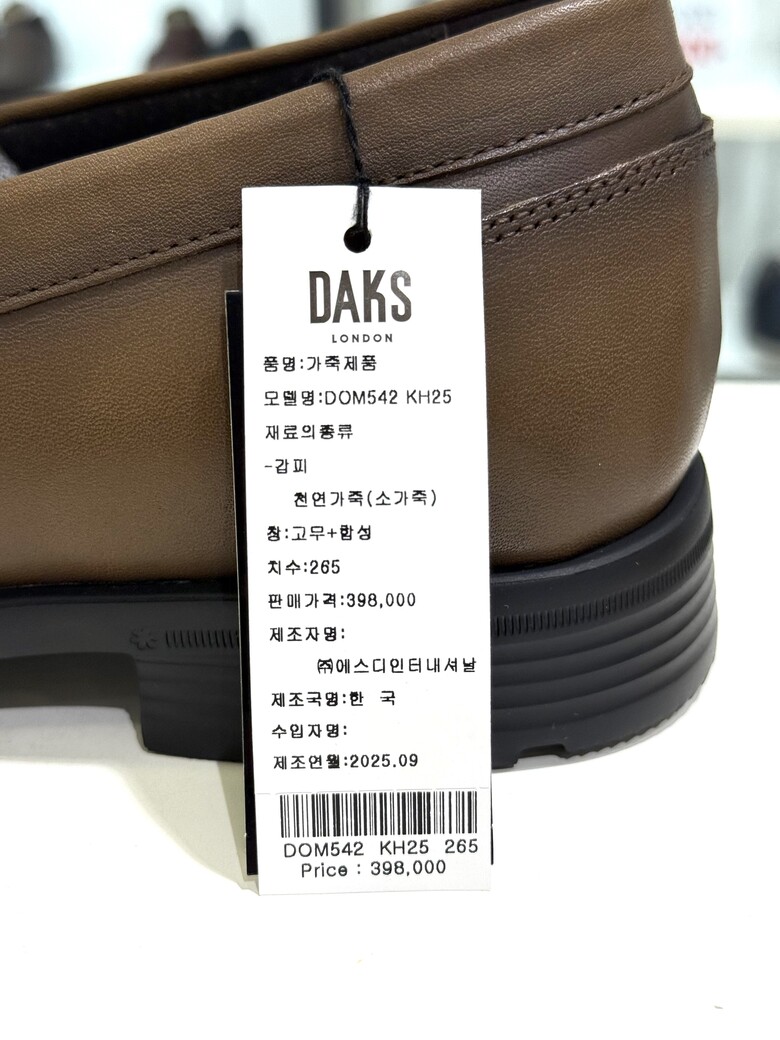 DAKS
LONDON
품명:가죽제품
모델명:DOM542 KH25
재료의종류
-갑피
천연가죽(소가죽)
창:고무+합성
치수:265
판매가격:398,000
제조자명:
㈜에스디인터내셔날
제조국명:한 국
수입자명:
제조연월:2025.09
DOM542 KH25 265
Price : 398,000